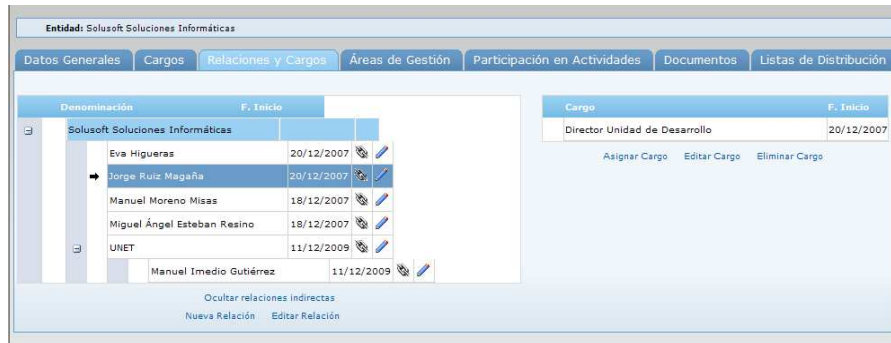 Entidad: Solusoft Soluciones Informáticas
Datos Generales Cargos Relaciones y Cargos Áreas de Gestión Participación en Actividades Documentos Listas de Distribución
Denominación F. Inicio
Solusoft Soluciones Informáticas
Eva Higueras 20/12/2007
Jorge Ruiz Magaña 20/12/2007
Manuel Moreno Misas 18/12/2007
Miguel Ángel Esteban Resino 18/12/2007
UNET 11/12/2009
Manuel Imedio Gutiérrez 11/12/2009
Ocultar relaciones indirectas
Nueva Relación Editar Relación
Cargo F. Inicio
Director Unidad de Desarrollo 20/12/2007
Asignar Cargo Editar Cargo Eliminar Cargo